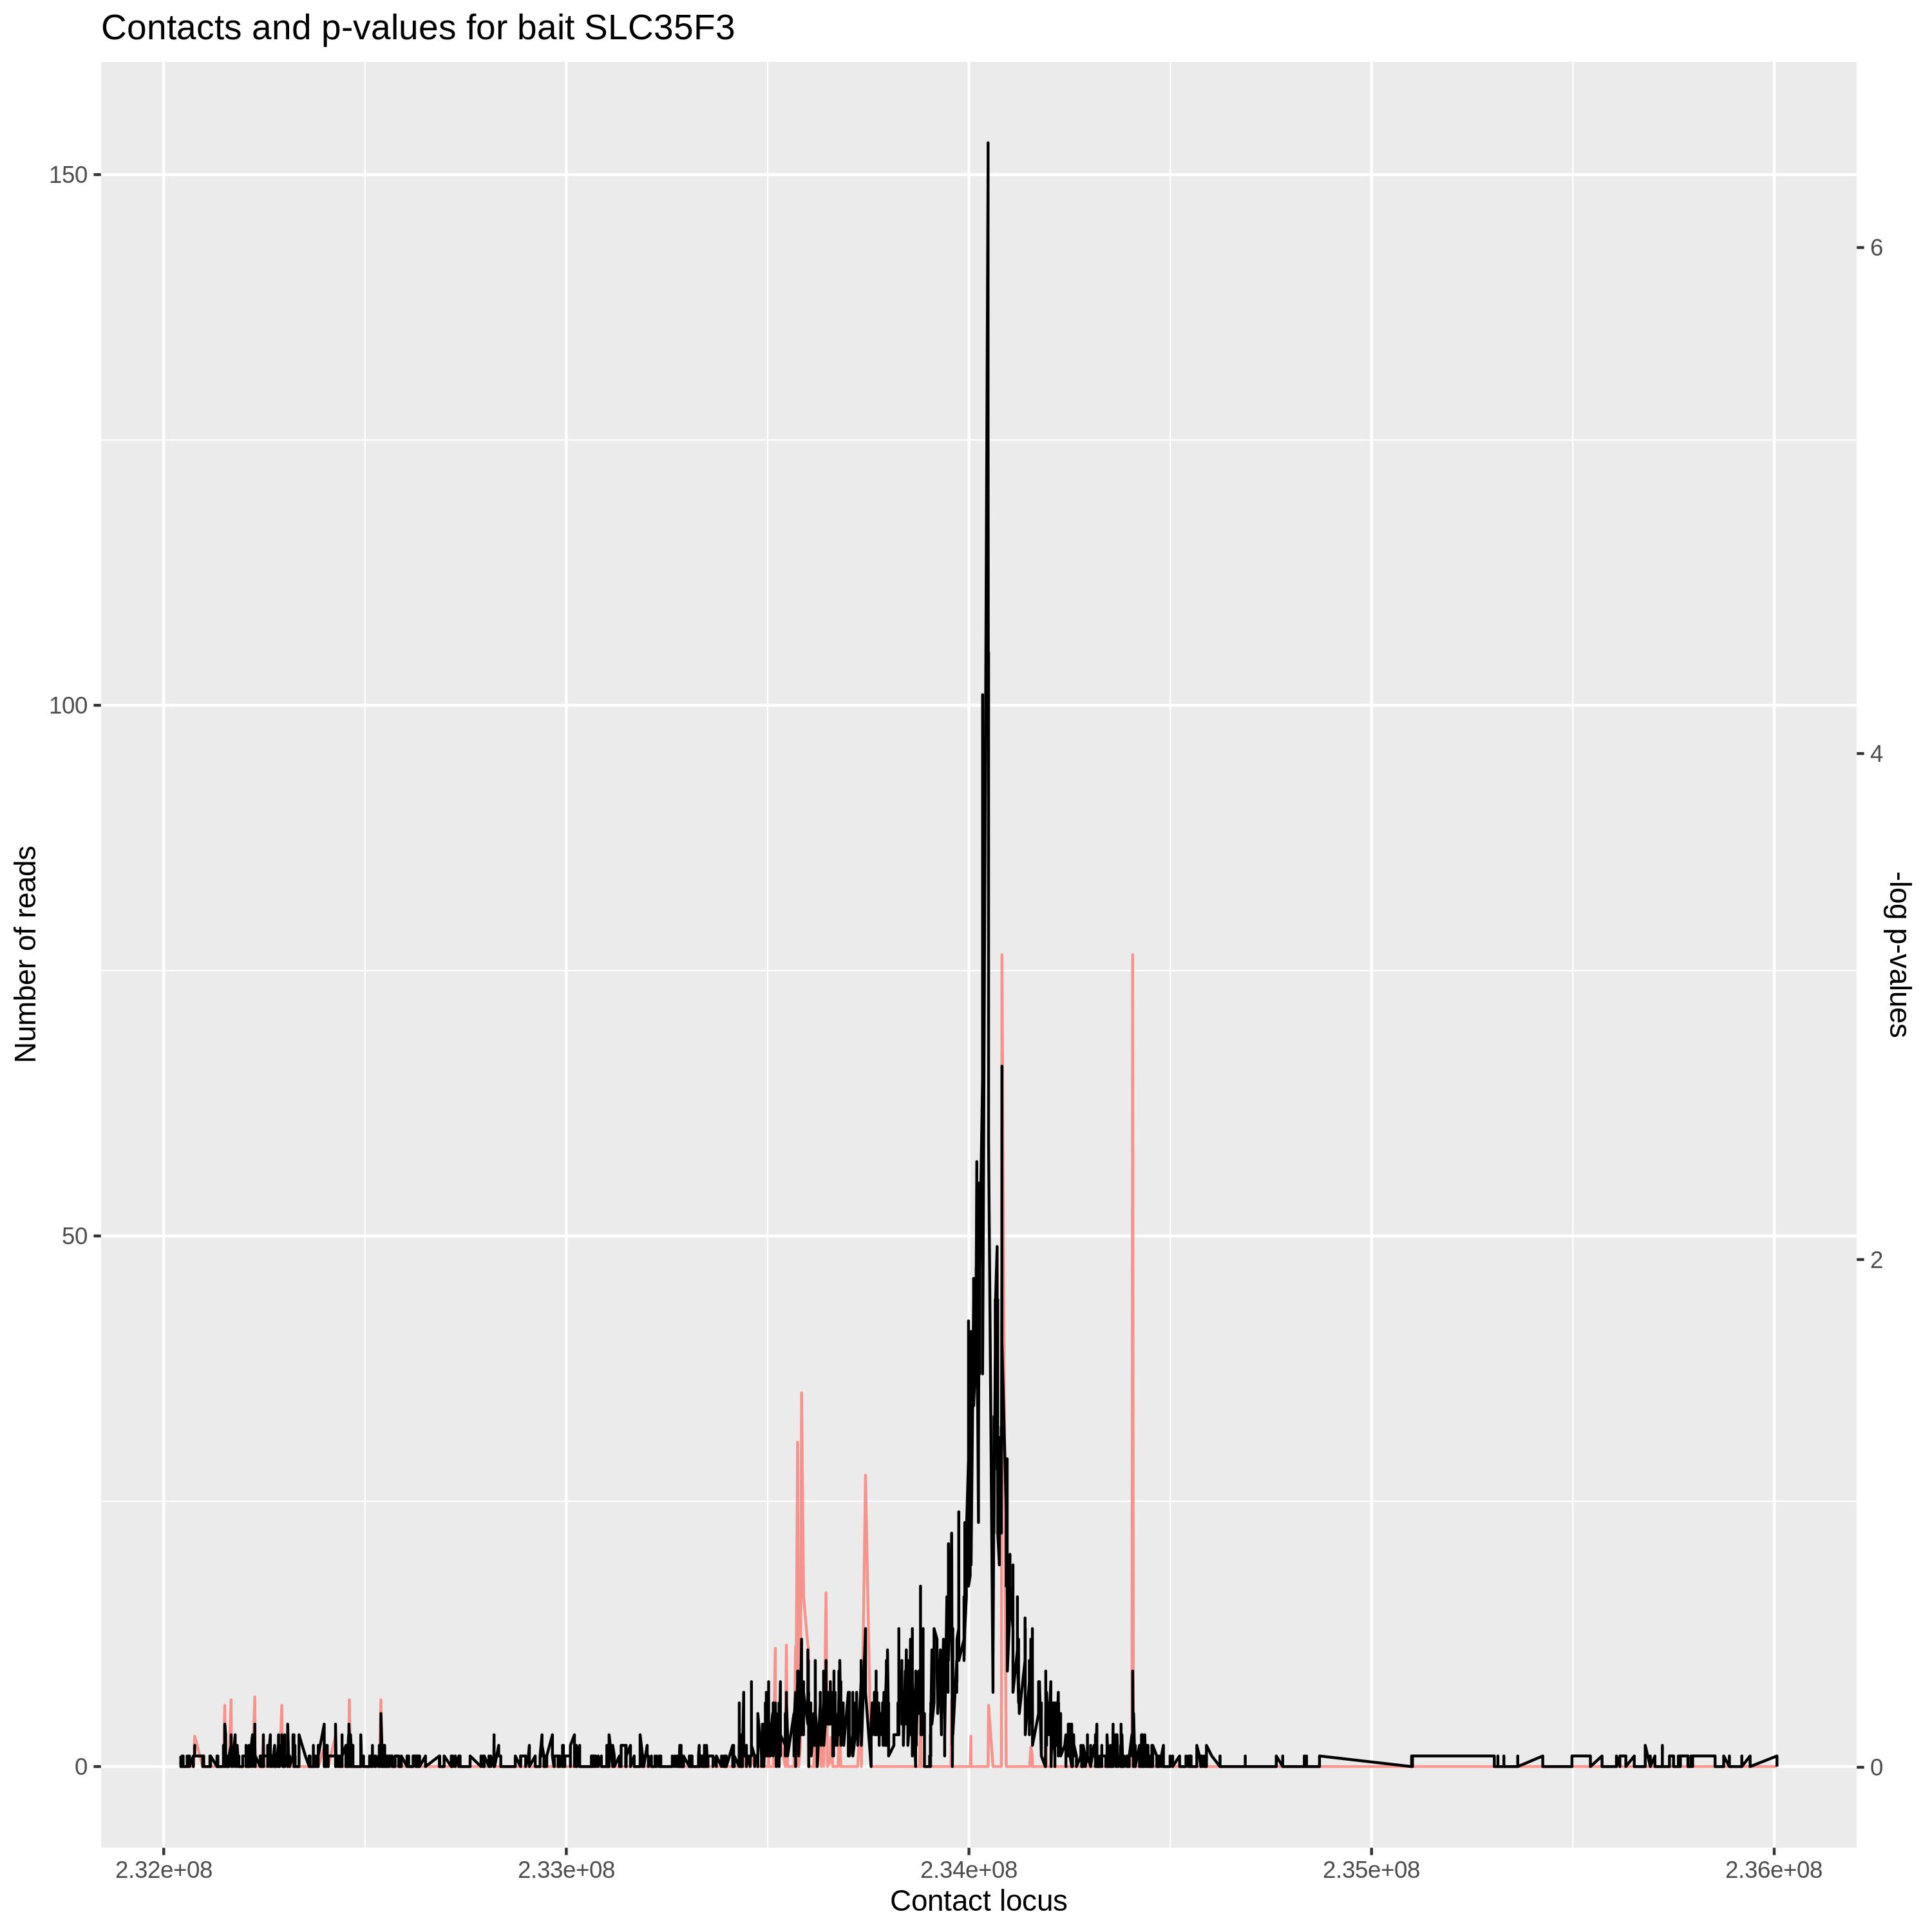 Contacts and p-values for bait SLC35F3
150
100
50
0
Number of reads
6
4
2
0
-log p-values
2.32e+08
2.33e+08
2.34e+08
2.35e+08
2.36e+08
Contact locus